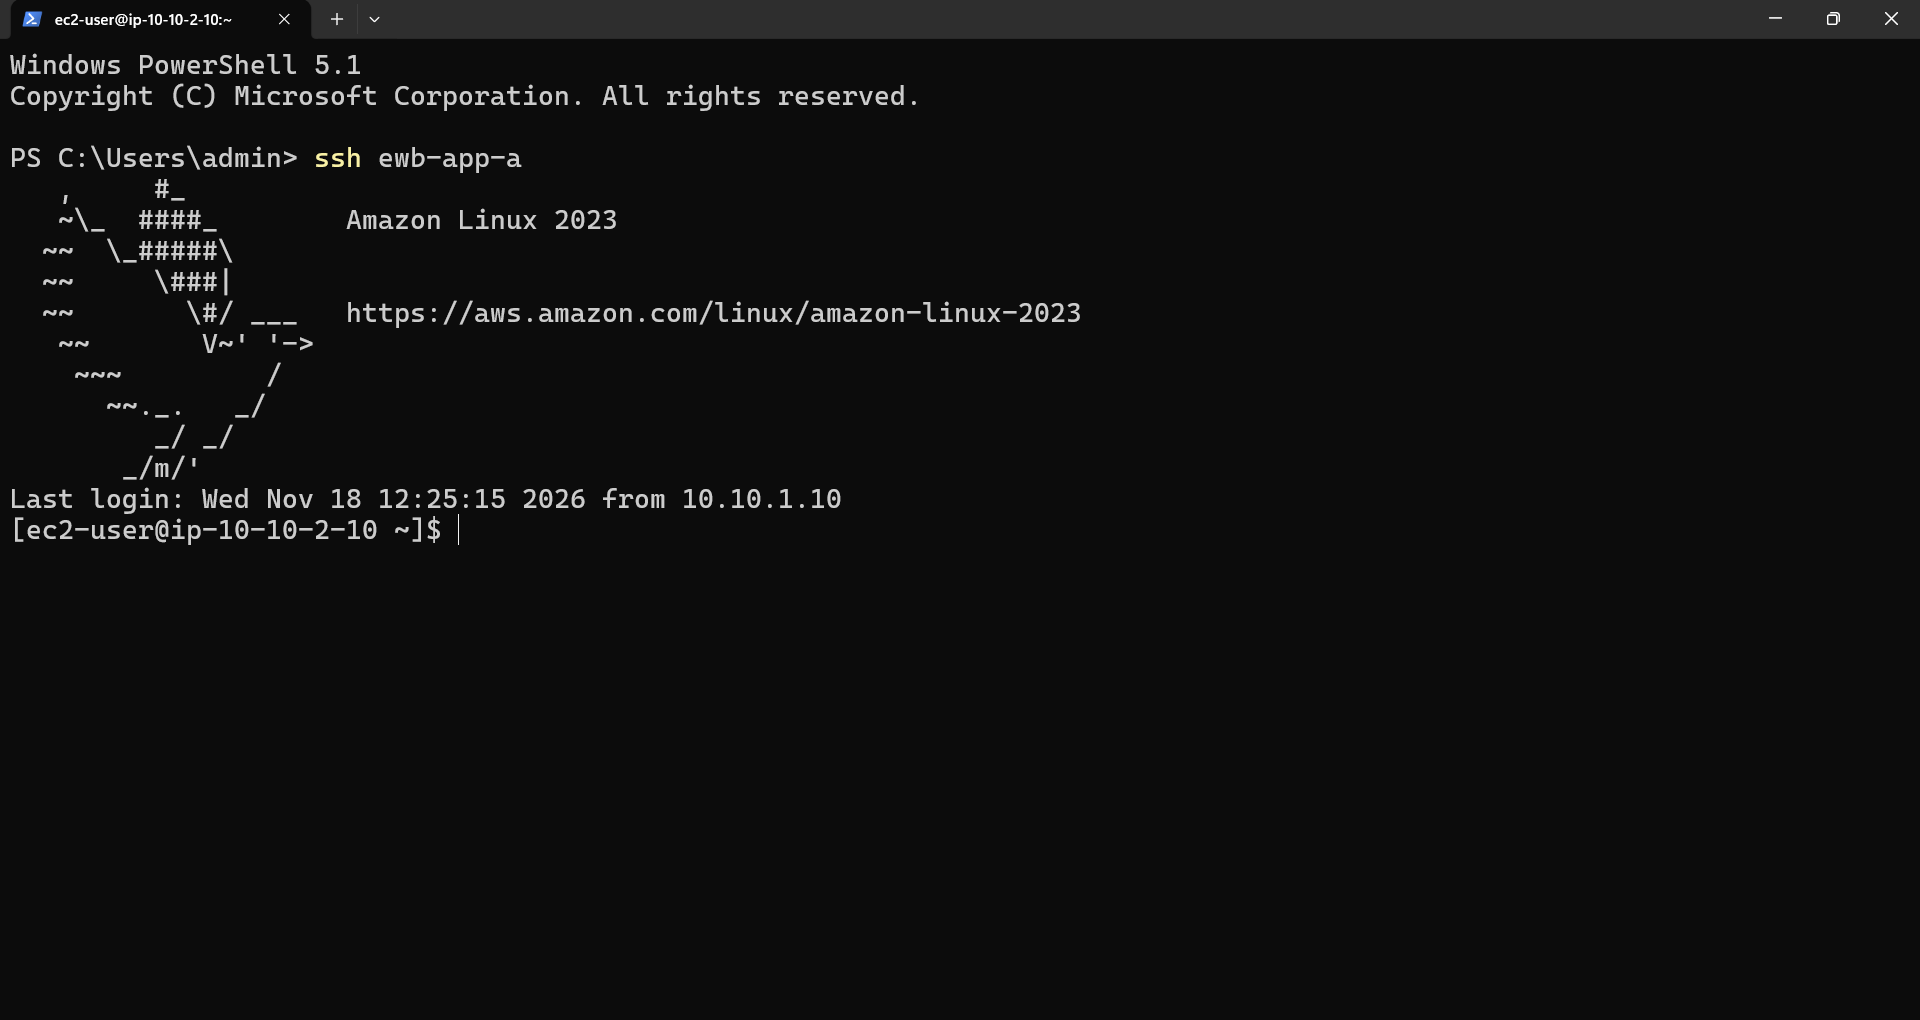 ec2-user@ip-10-10-2-10:~
Windows PowerShell 5.1
Copyright (C) Microsoft Corporation. All rights reserved.

PS C:\Users\admin> ssh ewb-app-a
   ,     #_
   ~\_  ####_        Amazon Linux 2023
  ~~  \_#####\
  ~~     \###|
  ~~       \#/ ___   https://aws.amazon.com/linux/amazon-linux-2023
   ~~       V~' '->
    ~~~         /
      ~~._.   _/
         _/ _/
       _/m/'
Last login: Wed Nov 18 12:25:15 2026 from 10.10.1.10
[ec2-user@ip-10-10-2-10 ~]$